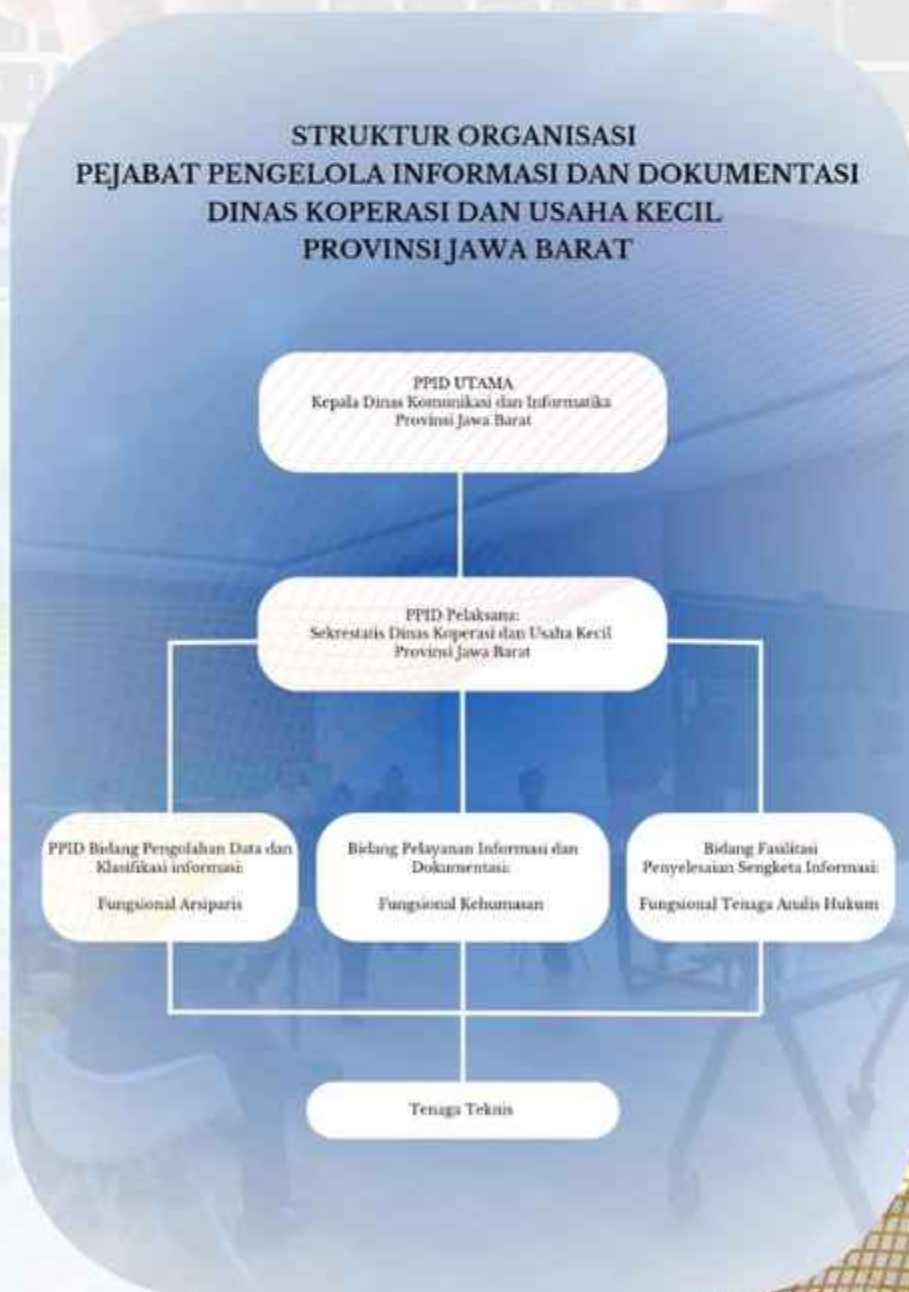 STRUKTUR ORGANISASI
PEJABAT PENGELOLA INFORMASI DAN DOKUMENTASI
DINAS KOPERASI DAN USAHA KECIL
PROVINSI JAWA BARAT
PPID UTAMA
Kepala Dinas Komunikasi dan Informatika
Provinsi Jawa Barat
PPID Pelaksana:
Sekrestatis Dinas Koperasi dan Usaha Kecil
Provinsi Jawa Barat
PPID Bidang Pengolahan Data dan
Klasifikasi informasi:
Fungsional Arsiparis
Bidang Pelayanan Informasi dan
Dokumentasi:
Fungsional Kehumasan
Bidang Fasilitasi
Penyelesaian Sengketa Informasi:
Fungsional Tenaga Analis Hukum
Tenaga Teknis